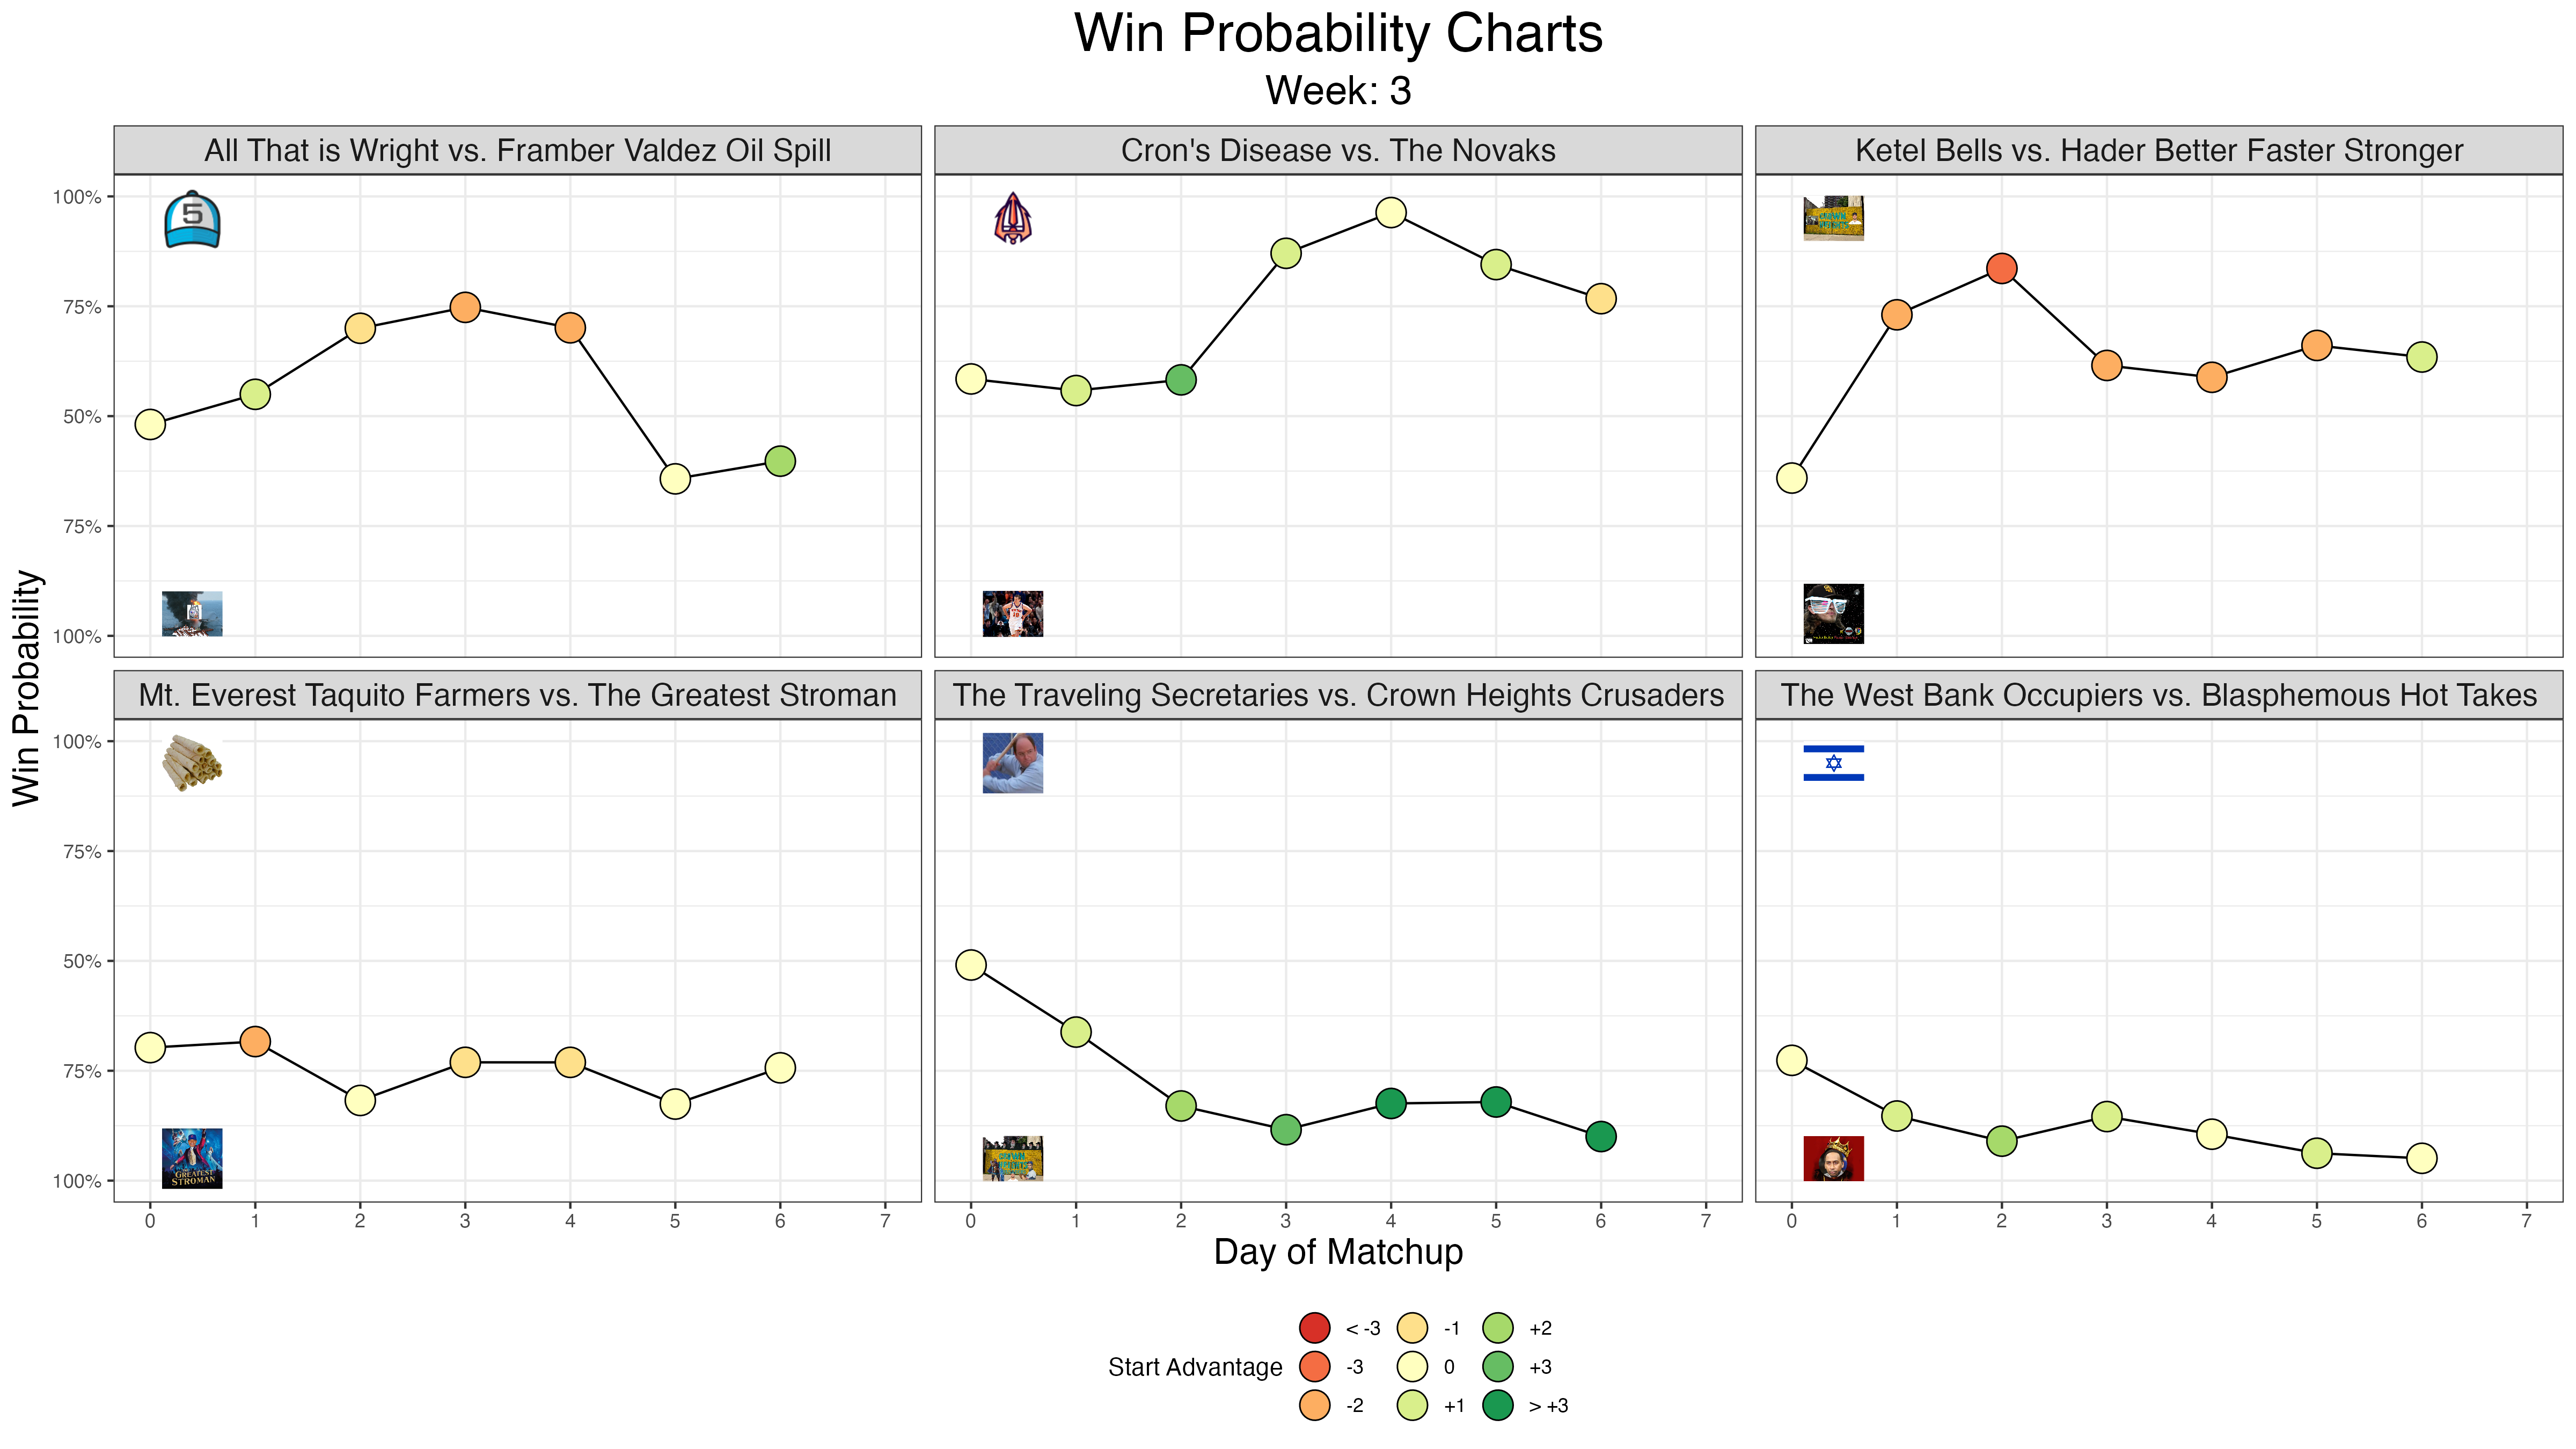 Win Probability Charts
Week: 3
All That is Wright vs. Framber Valdez Oil Spill
Cron's Disease vs. The Novaks
Ketel Bells vs. Hader Better Faster Stronger
100%
75%
50%
75%
100%
5
Win Probability
Mt. Everest Taquito Farmers vs. The Greatest Stroman
The Traveling Secretaries vs. Crown Heights Crusaders
The West Bank Occupiers vs. Blasphemous Hot Takes
100%
75%
50%
75%
100%
GREATEST
STROMAN
0 1 2 3 4 5 6 7
0 1 2 3 4 5 6 7
0 1 2 3 4 5 6 7
Day of Matchup
Start Advantage
< -3
-3
-2
-1
0
+1
+2
+3
> +3